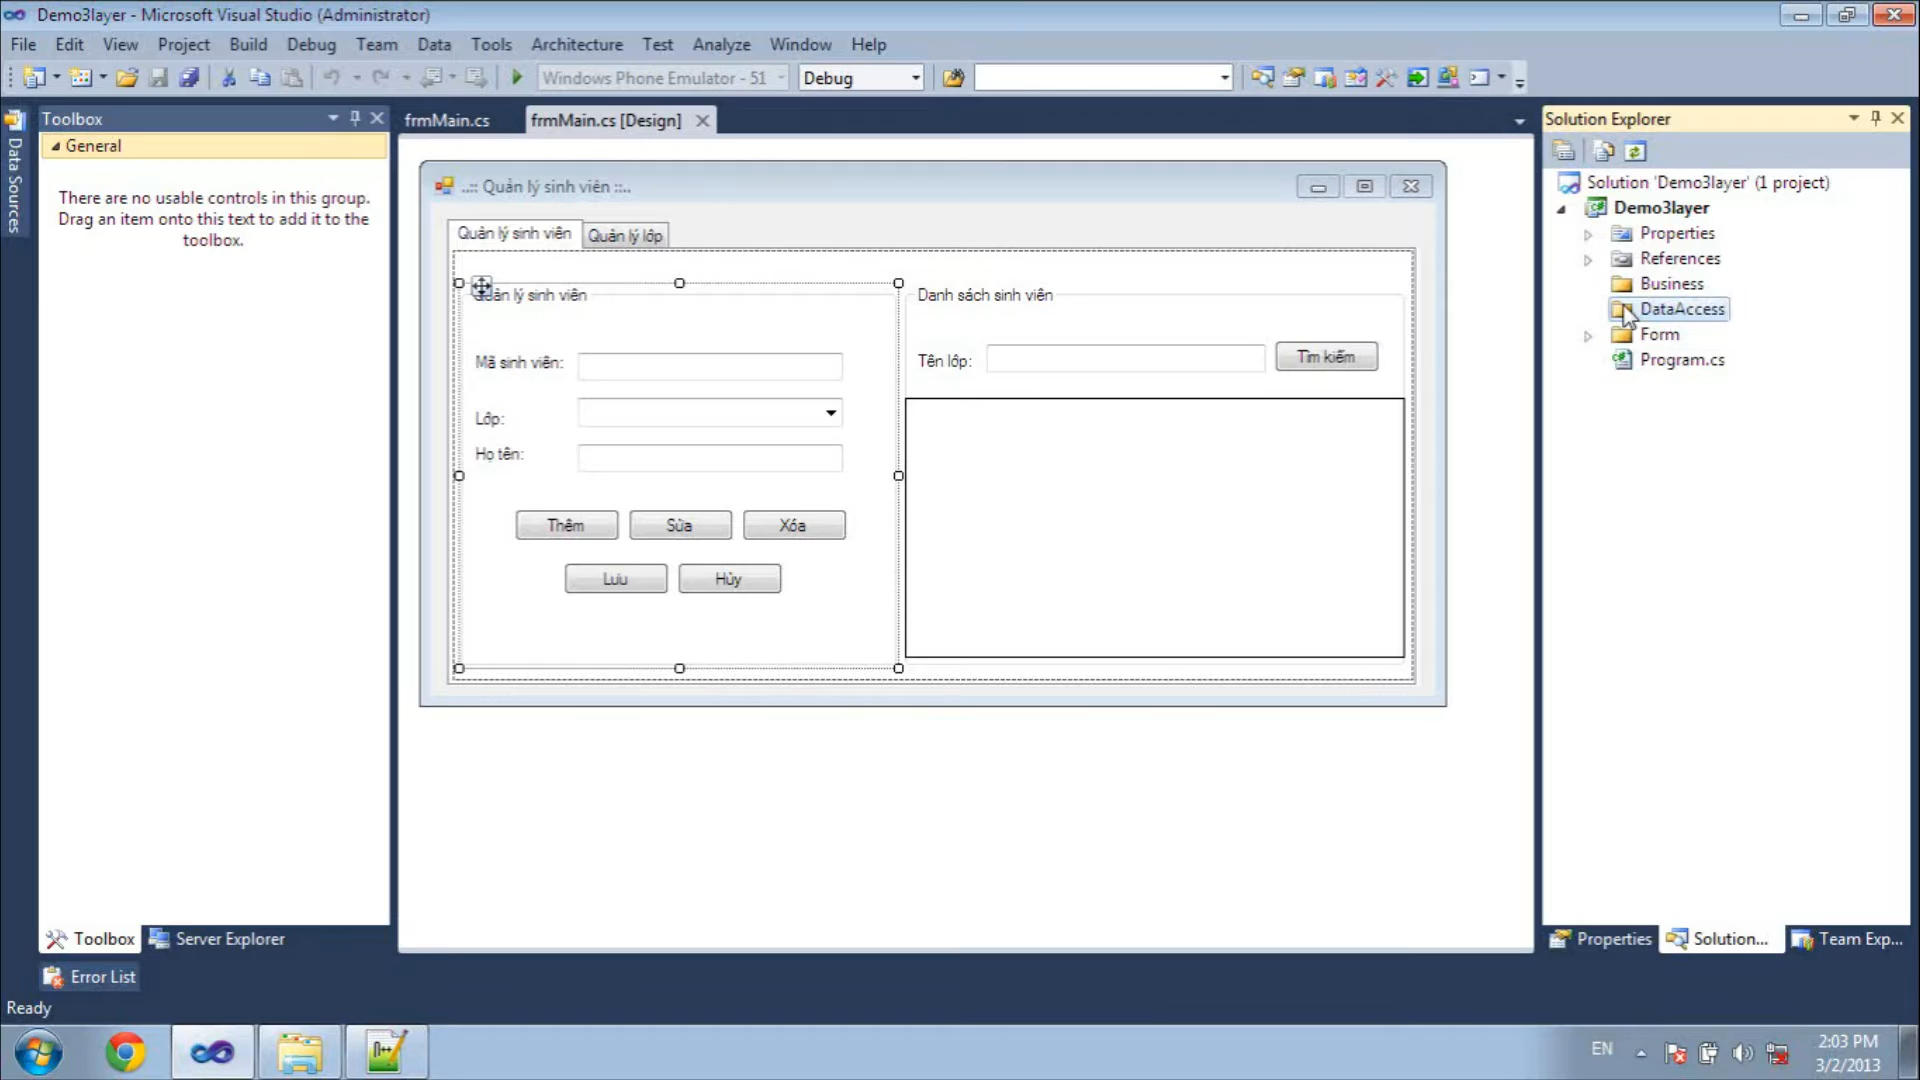 Demo3layer - Microsoft Visual Studio (Administrator)
File Edit View Project Build Debug Team Data Tools Architecture Test Analyze Window Help
Windows Phone Emulator - 51 Debug
Data Sources
Toolbox
General
There are no usable controls in this group.
Drag an item onto this text to add it to the
toolbox.
frmMain.cs frmMain.cs [Design]
..:: Quản lý sinh viên ::..
Quản lý sinh viên Quản lý lớp
Quản lý sinh viên
Mã sinh viên:
Lớp:
Họ tên:
Thêm Sửa Xóa
Lưu Hủy
Danh sách sinh viên
Tên lớp: Tìm kiếm
Solution Explorer
Solution 'Demo3layer' (1 project)
Demo3layer
Properties
References
Business
DataAccess
Form
Program.cs
Toolbox Server Explorer
Properties Solution... Team Exp...
Error List
Ready
EN
2:03 PM
3/2/2013